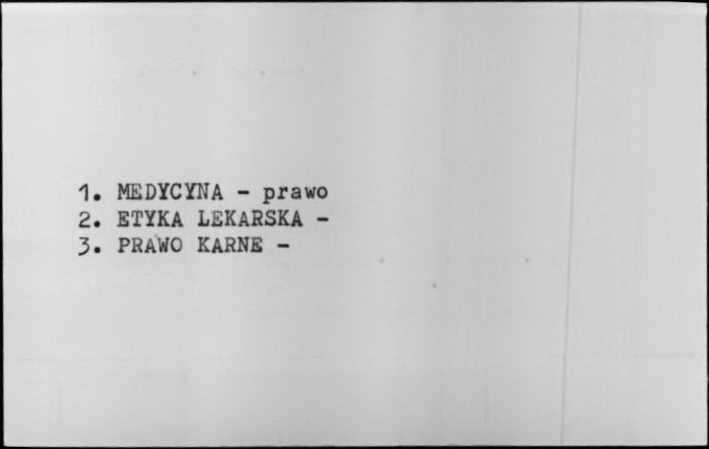 1. MEDYCYNA - prawo
2. ETYKA LEKARSKA -
3. PRAWO KARNE -